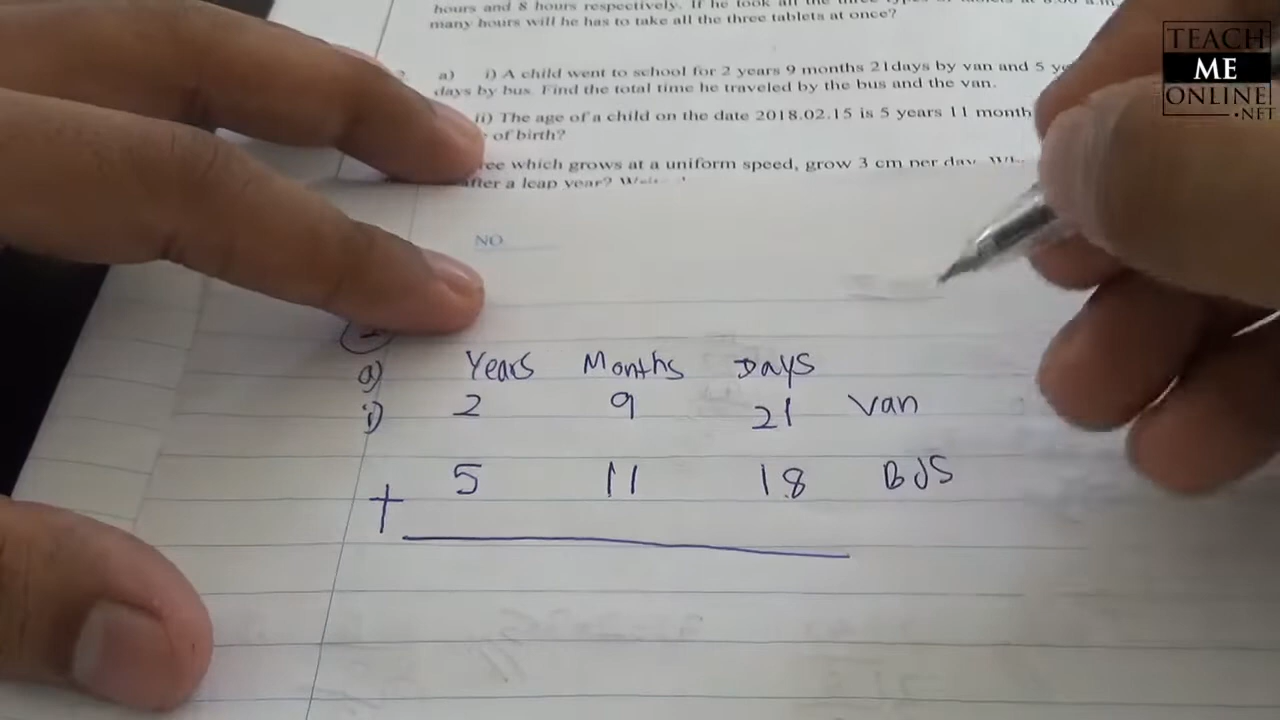 hours and 8 hours respectively. If he took all the three types of tablets at 8.00 a.m.
many hours will he has to take all the three tablets at once?
a) i) A child went to school for 2 years 9 months 21days by van and 5
days by bus. Find the total time he traveled by the bus and the van.
ii) The age of a child on the date 2018.02.15 is 5 years 11 month
of birth?
which grows at a uniform speed, grow 3 cm per day.
after a leap year?
NO
a) Years Months Days
i) 2 9 21 Van
+ 5 11 18 BUS
TEACH
ME
ONLINE
.NET